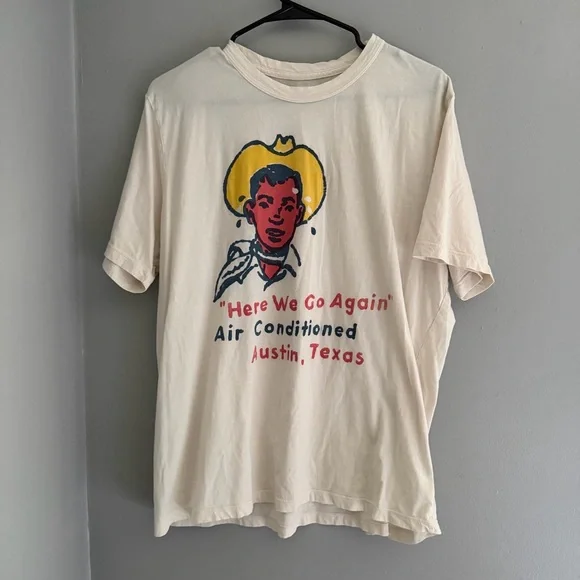 "Here We Go Again"
Air Conditioned
Austin, Texas